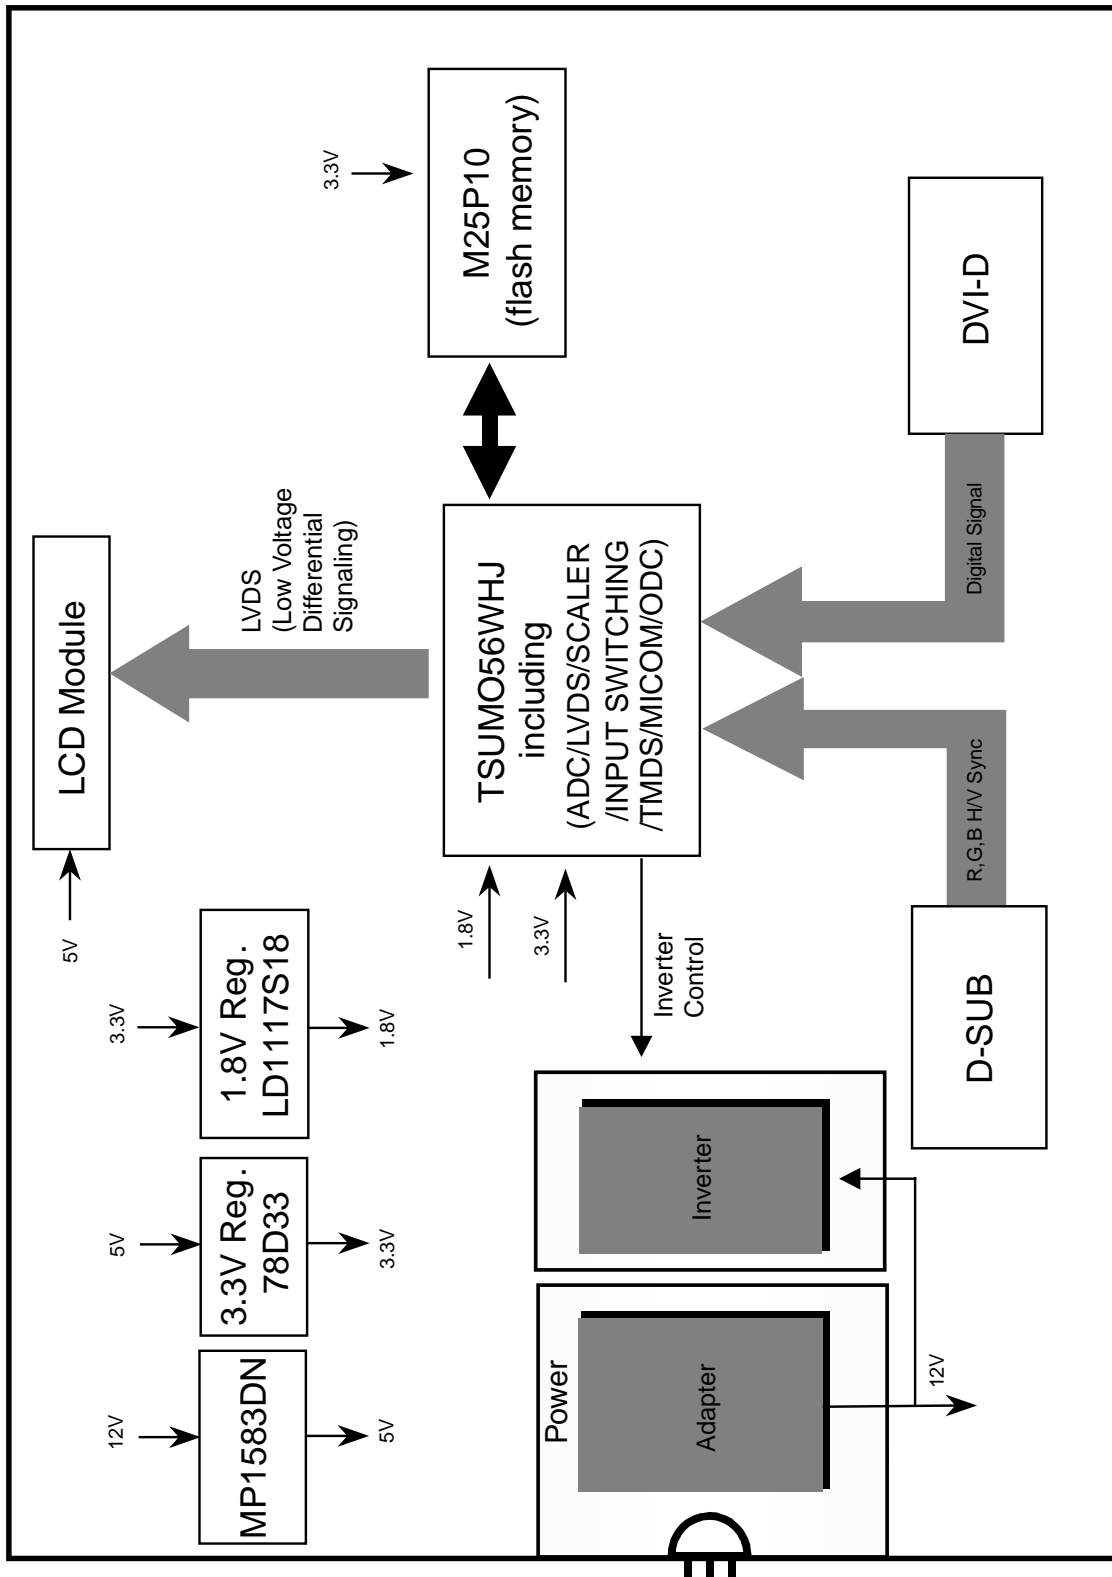 LCD Module
5V
LVDS
(Low Voltage
Differential
Signaling)
3.3V
M25P10
(flash memory)
TSUMO56WHJ
including
(ADC/LVDS/SCALER
/INPUT SWITCHING
/TMDS/MICOM/ODC)
1.8V
3.3V
Inverter
Control
12V
MP1583DN
5V
5V
3.3V Reg.
78D33
3.3V
3.3V
1.8V Reg.
LD1117S18
1.8V
Power
Adapter
Inverter
12V
D-SUB
R,G,B H/V Sync
Digital Signal
DVI-D